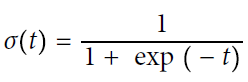 σ(t) = 1 / (1 + exp ( − t))